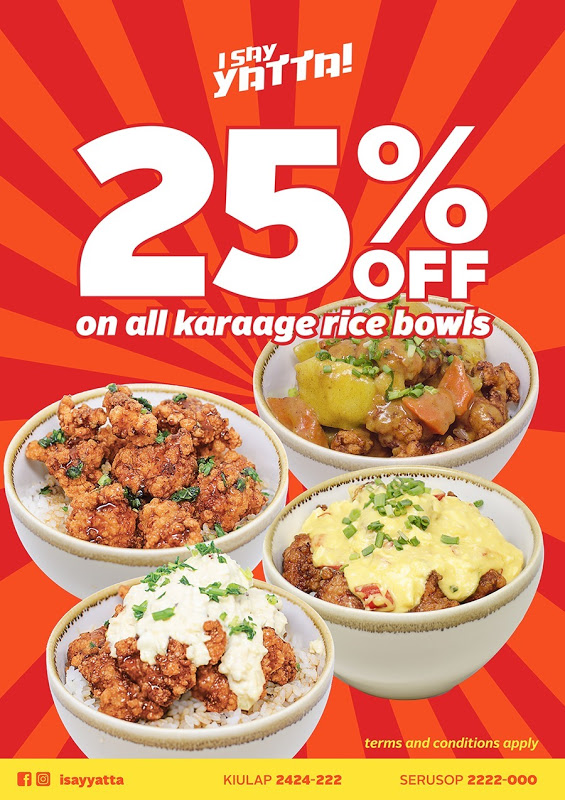 I SAY
YATTA!
25%
OFF
on all karaage rice bowls
terms and conditions apply
isayyatta KIULAP 2424-222 SERUSOP 2222-000